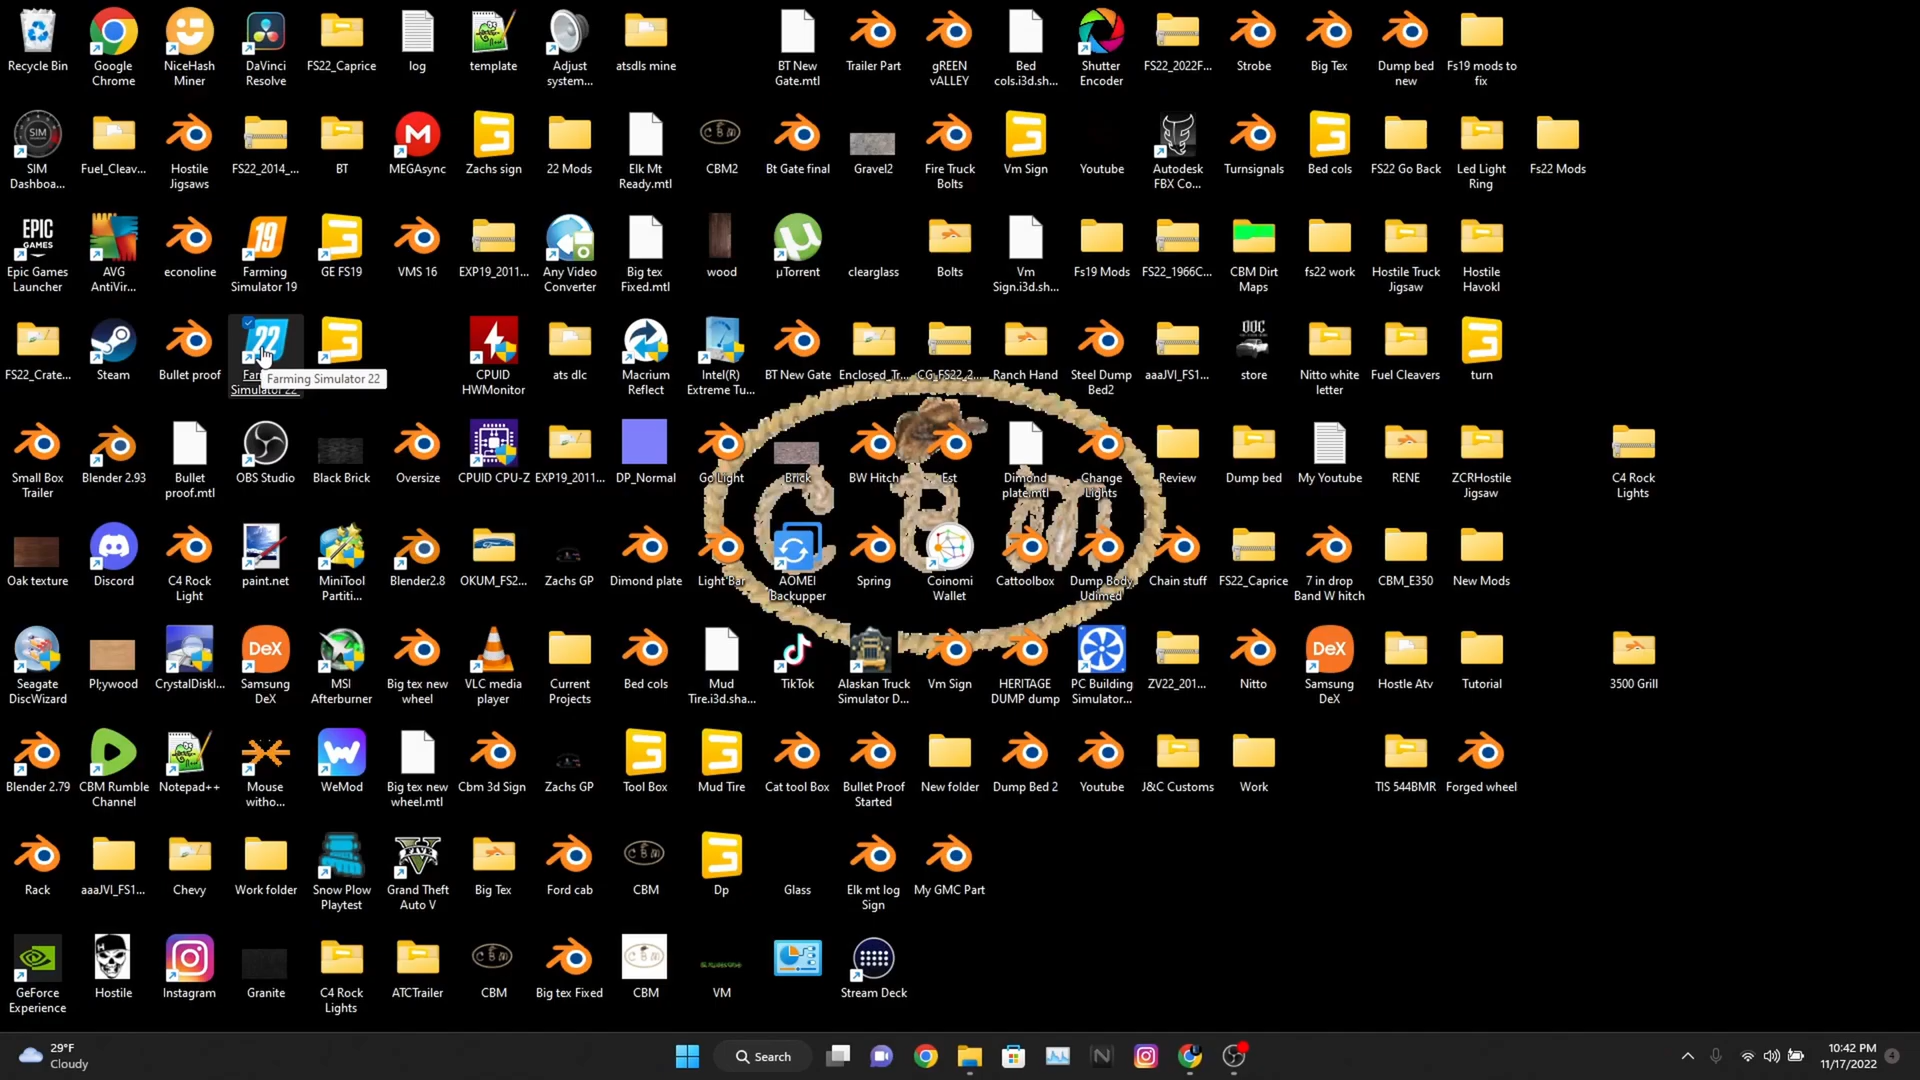 Recycle Bin
Google
Chrome
NiceHash
Miner
DaVinci
Resolve
FS22_Caprice
log
template
Adjust
system...
atsdls mine
BT New
Gate.mtl
Trailer Part
gREEN
vALLEY
Bed
cols.i3d.sh...
Shutter
Encoder
FS22_2022F...
Strobe
Big Tex
Dump bed
new
Fs19 mods to
fix
SIM
SIM
Dashboa...
Fuel_Cleav...
Hostile
Jigsaws
FS22_2014_...
BT
MEGAsync
Zachs sign
22 Mods
Elk Mt
Ready.mtl
CBM2
Bt Gate final
Gravel2
Fire Truck
Bolts
Vm Sign
Youtube
Autodesk
FBX Co...
Turnsignals
Bed cols
FS22 Go Back
Led Light
Ring
Fs22 Mods
EPIC
GAMES
Epic Games
Launcher
AVG
AntiVir...
econoline
19
Farming
Simulator 19
GE FS19
VMS 16
EXP19_2011...
Any Video
Converter
Big tex
Fixed.mtl
wood
µTorrent
clearglass
Bolts
Vm
Sign.i3d.sh...
Fs19 Mods
FS22_1966C...
CBM Dirt
Maps
fs22 work
Hostile Truck
Jigsaw
Hostile
Havokl
FS22_Crate...
Steam
Bullet proof
22
Simulator 22
Farming Simulator 22
CPUID
HWMonitor
ats dlc
Macrium
Reflect
Intel(R)
Extreme Tu...
BT New Gate
Enclosed_Tr...
CG_FS22_2...
Ranch Hand
Steel Dump
Bed2
aaaJVI_FS1...
OOC
store
Nitto white
letter
Fuel Cleavers
turn
Small Box
Trailer
Blender 2.93
Bullet
proof.mtl
OBS Studio
Black Brick
Oversize
CPUID CPU-Z
EXP19_2011...
DP_Normal
Go Light
Brick
BW Hitch
Est
Dimond
plate.mtl
Change
Lights
Review
Dump bed
My Youtube
RENE
ZCRHostile
Jigsaw
C4 Rock
Lights
CBM
Oak texture
Discord
C4 Rock
Light
paint.net
MiniTool
Partiti...
Blender2.8
OKUM_FS2...
Zachs GP
Dimond plate
Light Bar
AOMEI
Backupper
Spring
Coinomi
Wallet
Cattoolbox
Dump Body
Udimed
Chain stuff
FS22_Caprice
7 in drop
Band W hitch
CBM_E350
New Mods
Seagate
DiscWizard
Pl;ywood
CrystalDiskI...
DeX
Samsung
DeX
MSI
Afterburner
Big tex new
wheel
VLC media
player
Current
Projects
Bed cols
Mud
Tire.i3d.sha...
TikTok
Alaskan Truck
Simulator D...
Vm Sign
HERITAGE
DUMP dump
PC Building
Simulator...
ZV22_201...
Nitto
DeX
Samsung
DeX
Hostle Atv
Tutorial
3500 Grill
Blender 2.79
CBM Rumble
Channel
Notepad++
Mouse
witho...
WeMod
Big tex new
wheel.mtl
Cbm 3d Sign
Zachs GP
Tool Box
Mud Tire
Cat tool Box
Bullet Proof
Started
New folder
Dump Bed 2
Youtube
J&C Customs
Work
TIS 544BMR
Forged wheel
Rack
aaaJVI_FS1...
Chevy
Work folder
Snow Plow
Playtest
Grand Theft
Auto V
Big Tex
Ford cab
CBM
CBM
Dp
Glass
Elk mt log
Sign
My GMC Part
GeForce
Experience
Hostile
Instagram
Granite
C4 Rock
Lights
ATCTrailer
CBM
CBM
Big tex Fixed
CBM
CBM
VM
Stream Deck
29°F
Cloudy
Search
10:42 PM
11/17/2022
4